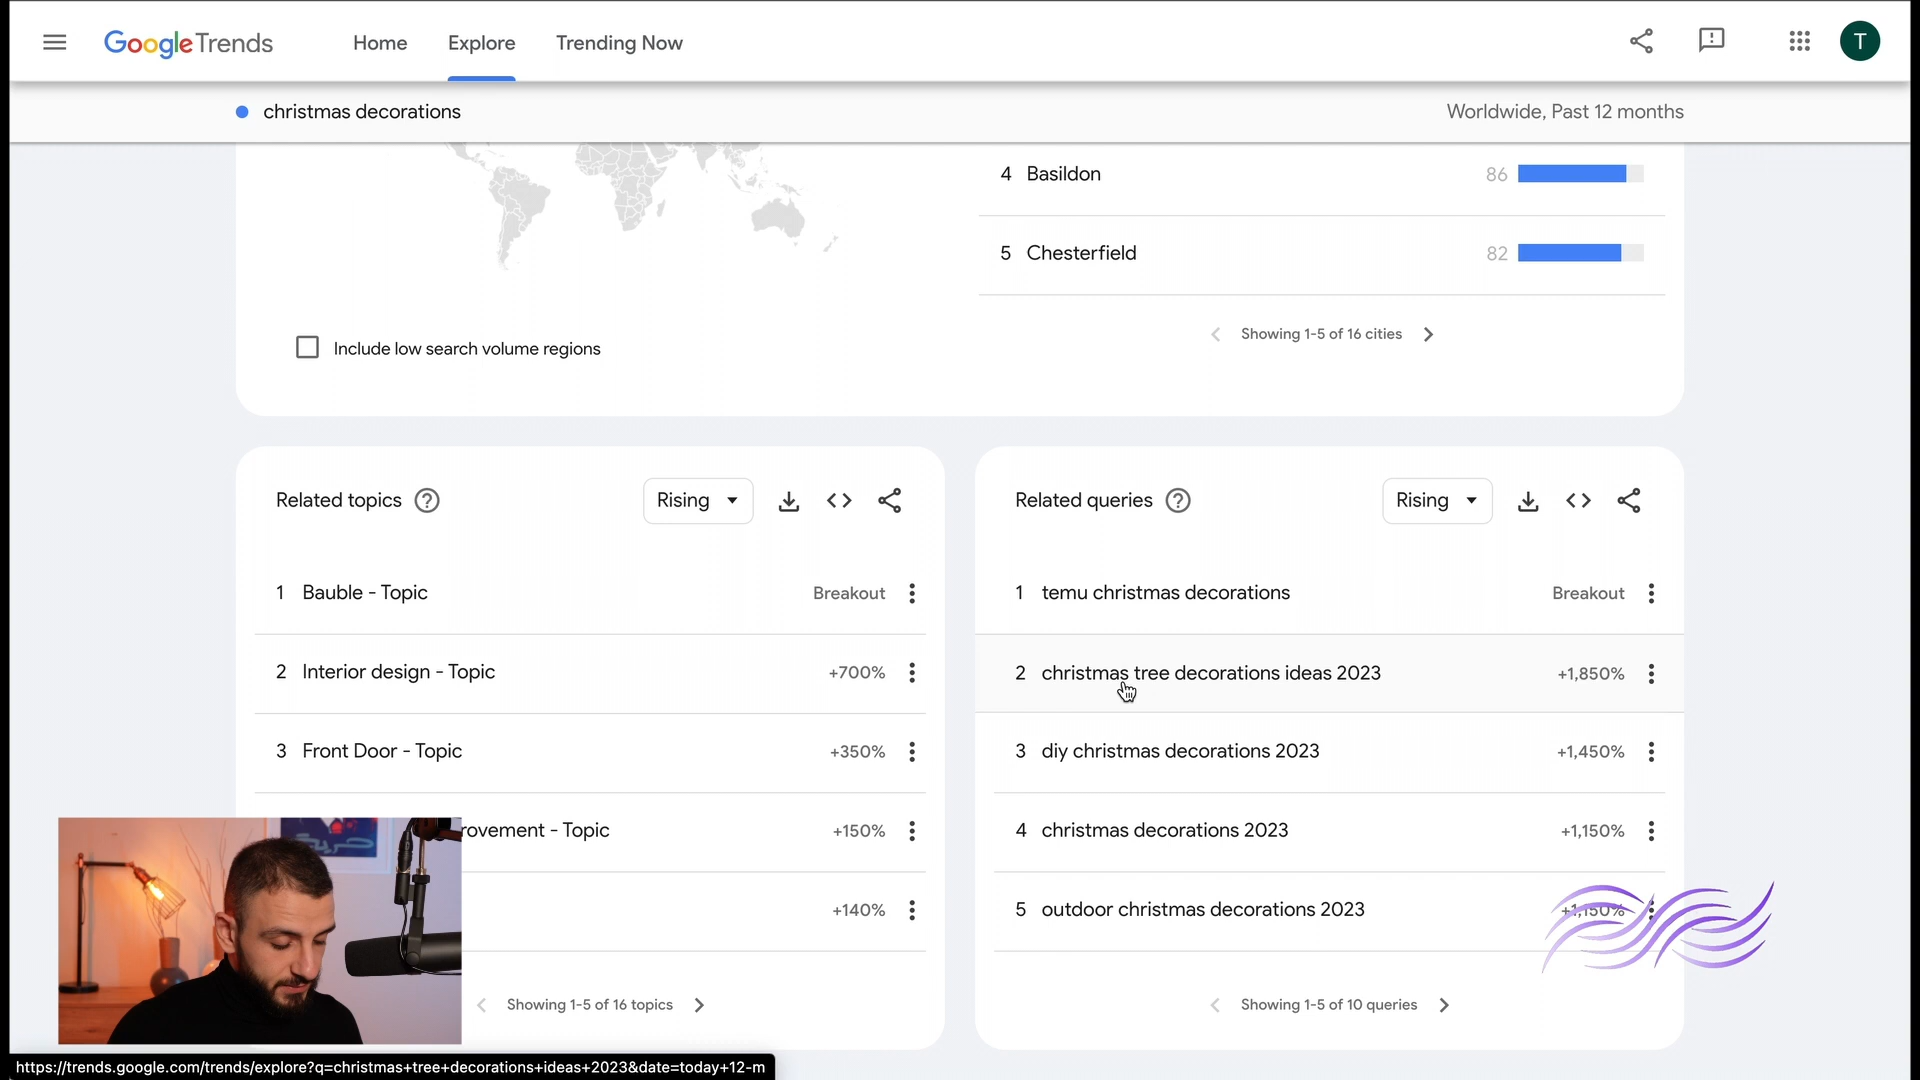 GoogleTrends
Home
Explore
Trending Now
T
christmas decorations
Worldwide, Past 12 months
4 Basildon 86
5 Chesterfield 82
Include low search volume regions
Showing 1-5 of 16 cities
Related topics
Rising
1 Bauble - Topic Breakout
2 Interior design - Topic +700%
3 Front Door - Topic +350%
rovement - Topic +150%
+140%
Showing 1-5 of 16 topics
Related queries
Rising
1 temu christmas decorations Breakout
2 christmas tree decorations ideas 2023 +1,850%
3 diy christmas decorations 2023 +1,450%
4 christmas decorations 2023 +1,150%
5 outdoor christmas decorations 2023 +1,150%
Showing 1-5 of 10 queries
https://trends.google.com/trends/explore?q=christmas+tree+decorations+ideas+2023&date=today+12-m